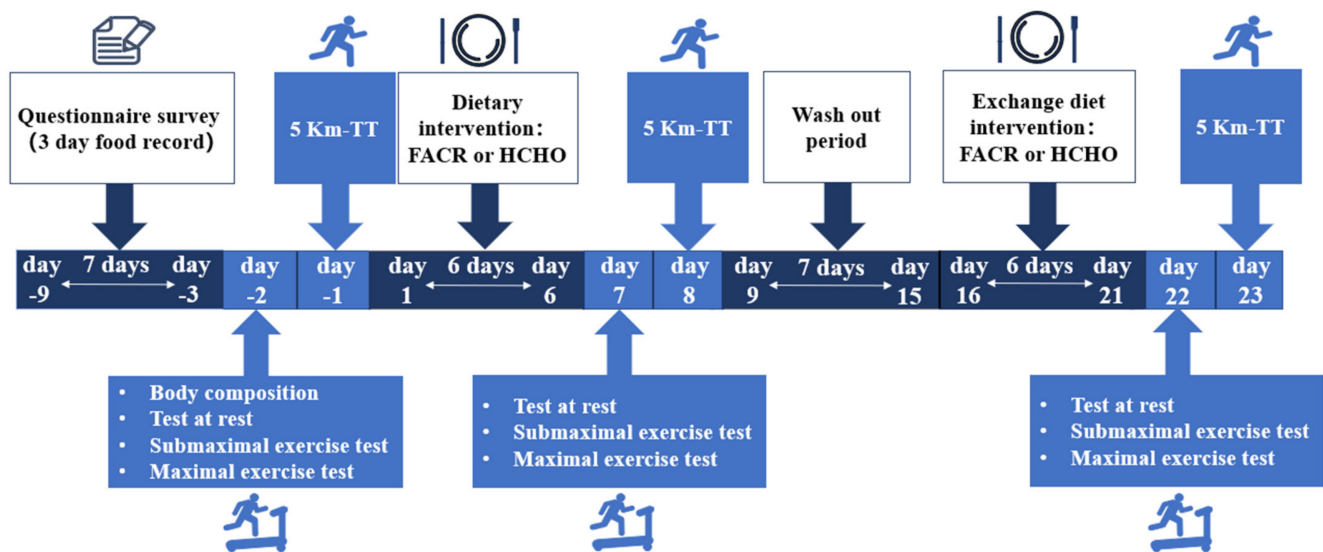 Questionnaire survey
(3 day food record)
5 Km-TT
Dietary
intervention:
FACR or HCHO
5 Km-TT
Wash out
period
Exchange diet
intervention:
FACR or HCHO
5 Km-TT
day
-9
7 days
day
-3
day
-2
day
-1
day
1
6 days
day
6
day
7
day
8
day
9
7 days
day
15
day
16
6 days
day
21
day
22
day
23
• Body composition
• Test at rest
• Submaximal exercise test
• Maximal exercise test
• Test at rest
• Submaximal exercise test
• Maximal exercise test
• Test at rest
• Submaximal exercise test
• Maximal exercise test